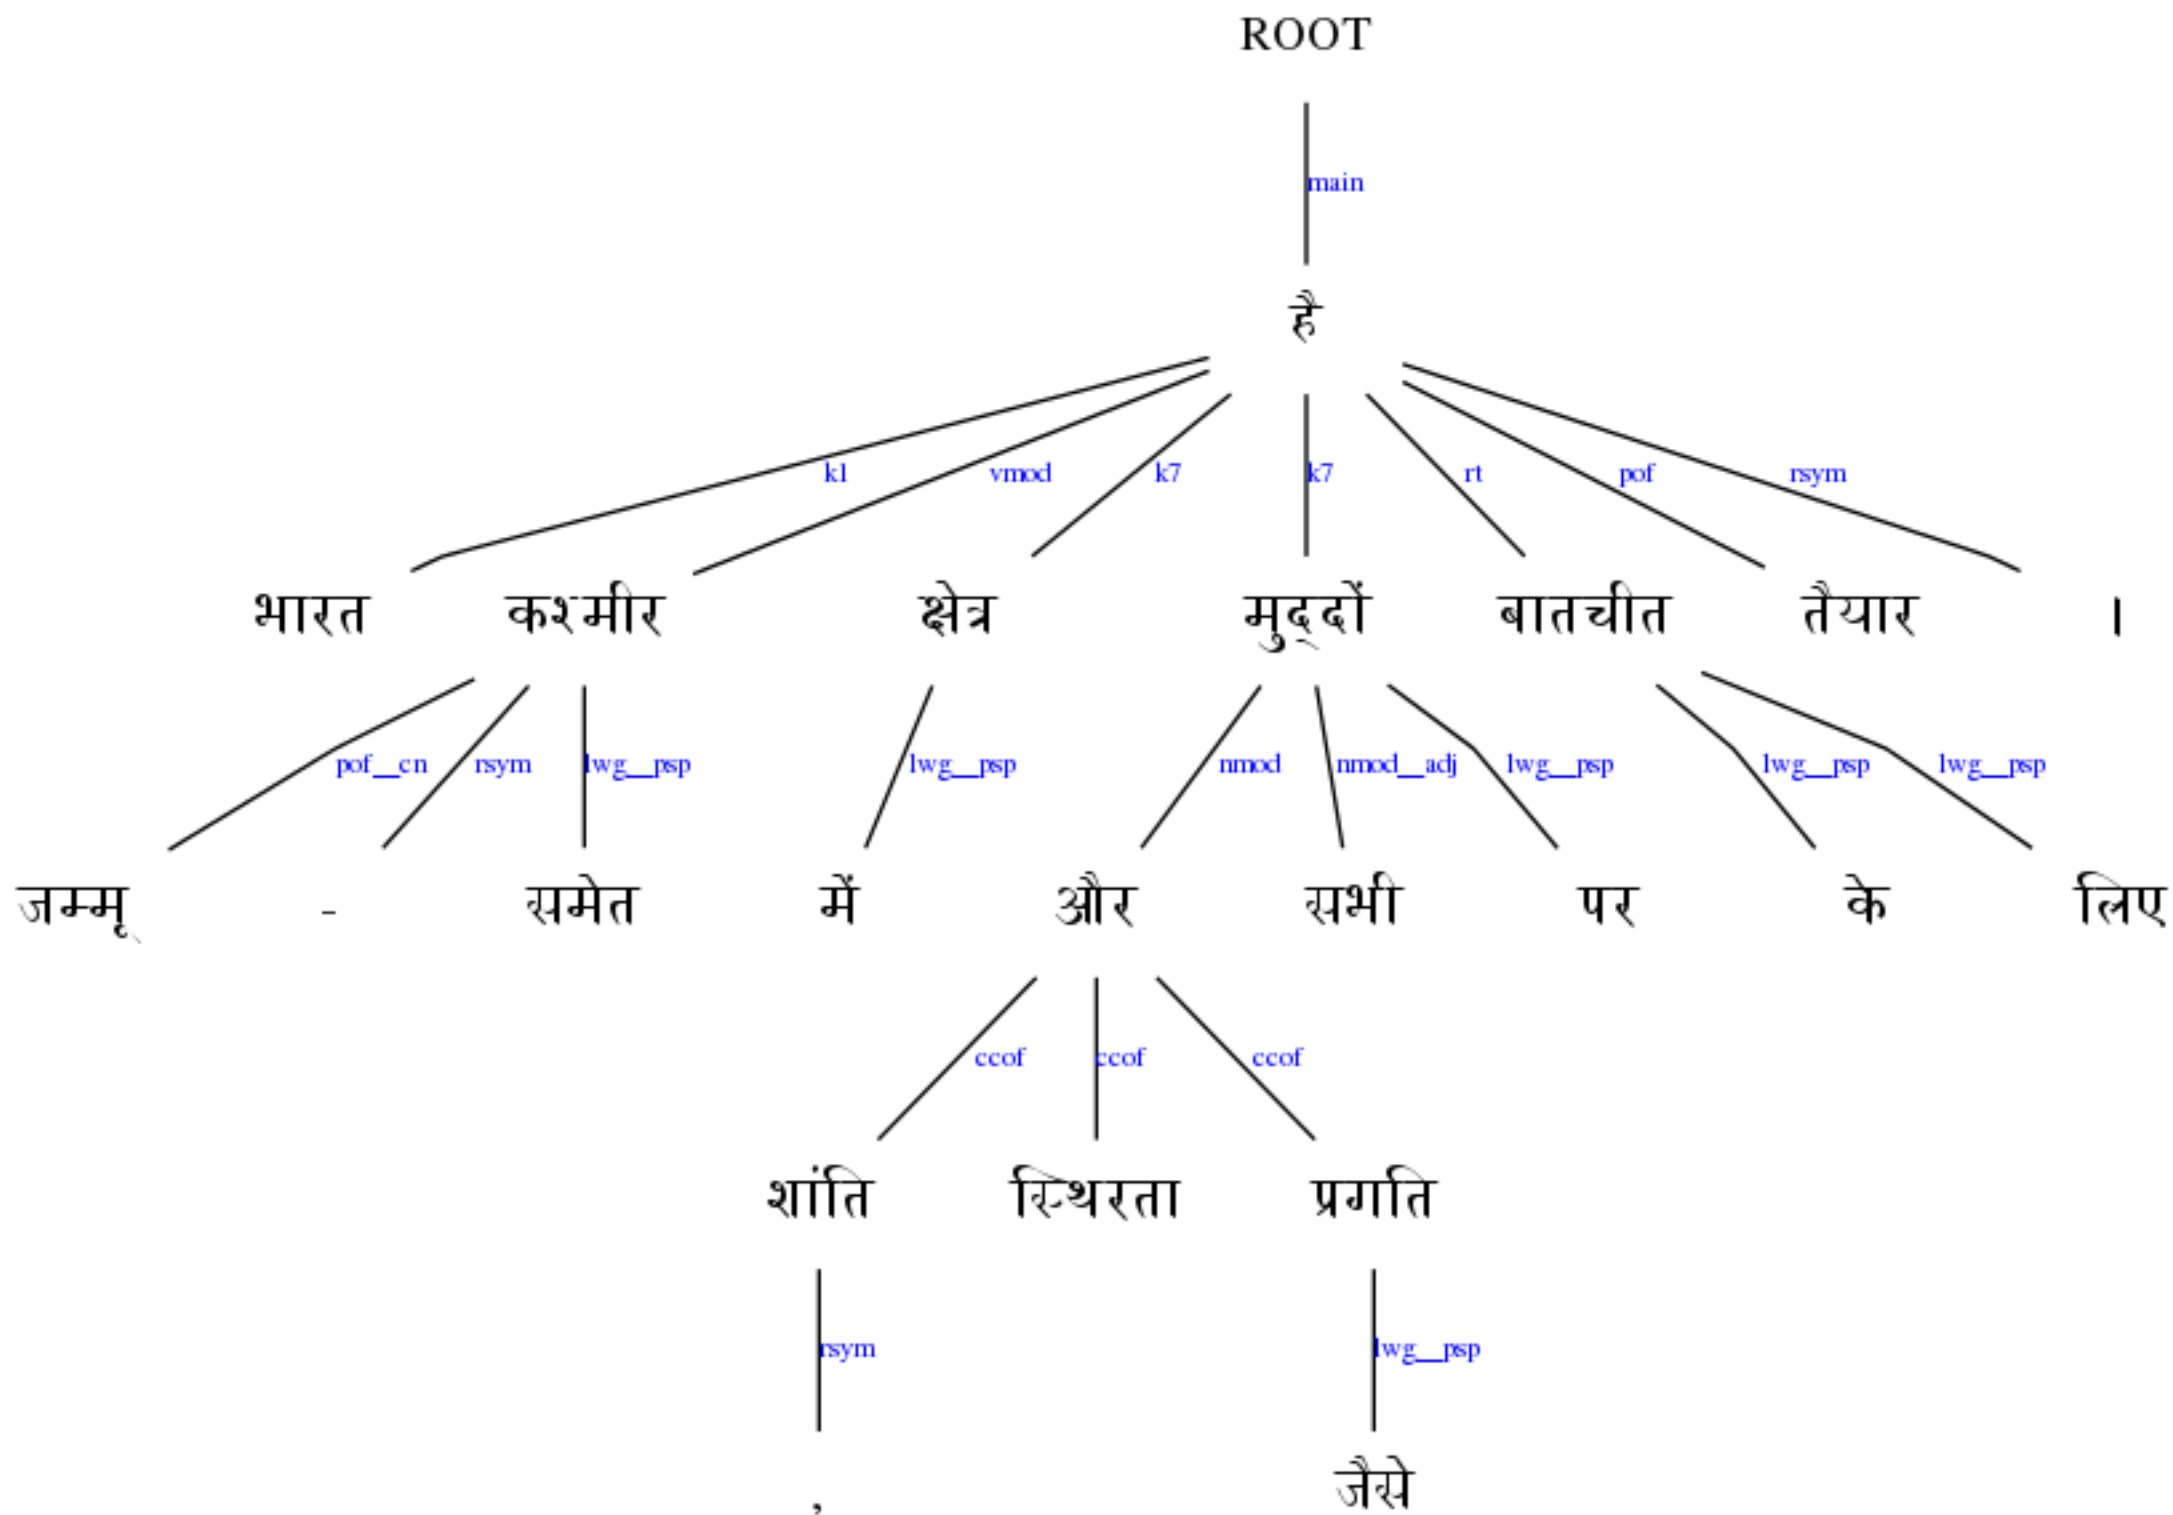 ROOT
main
है
k1 vmod k7 k7 rt pof rsym
भारत कश्मीर क्षेत्र मुद्दों बातचीत तैयार ।
pof__cn rsym lwg__psp lwg__psp nmod nmod__adj lwg__psp lwg__psp lwg__psp
जम्मू - समेत में और सभी पर के लिए
ccof ccof ccof
शांति स्थिरता प्रगति
rsym lwg__psp
, जैसे